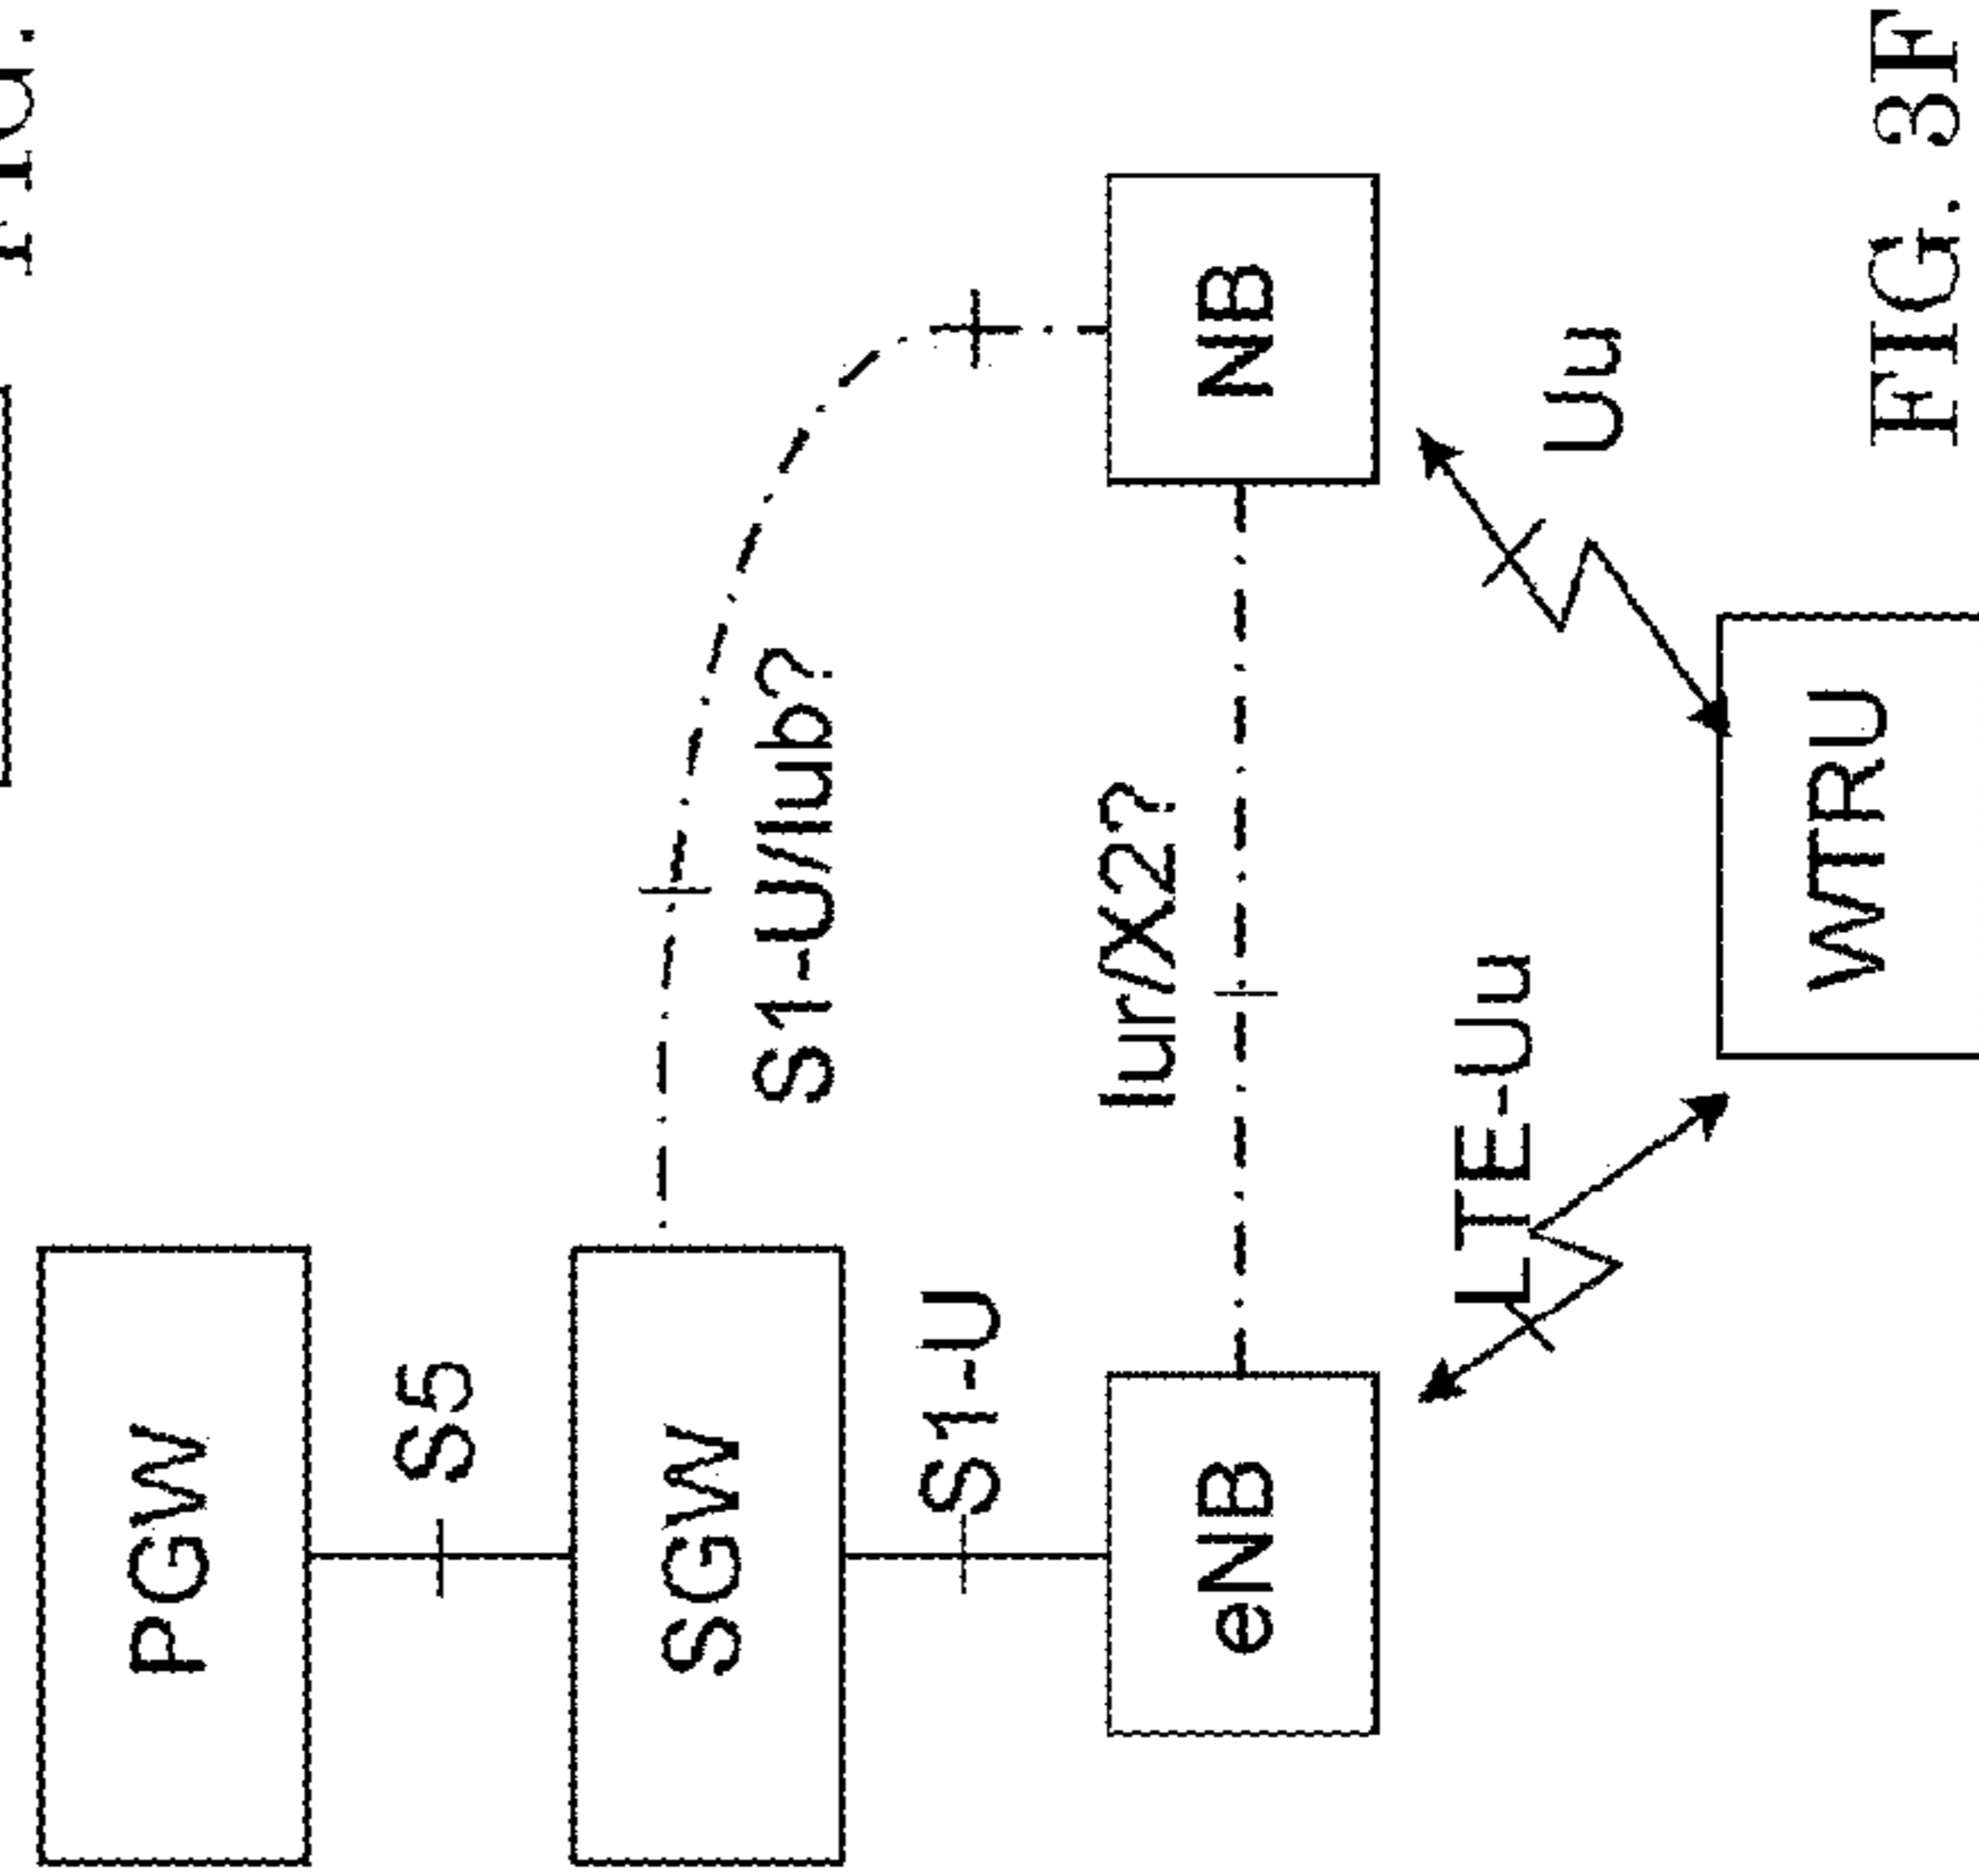 PGW
S5
SGW
S1-U/Iub?
S1-U
Iur/X2?
eNB
NB
LTE-Uu
Uu
WTRU
FIG. 3F